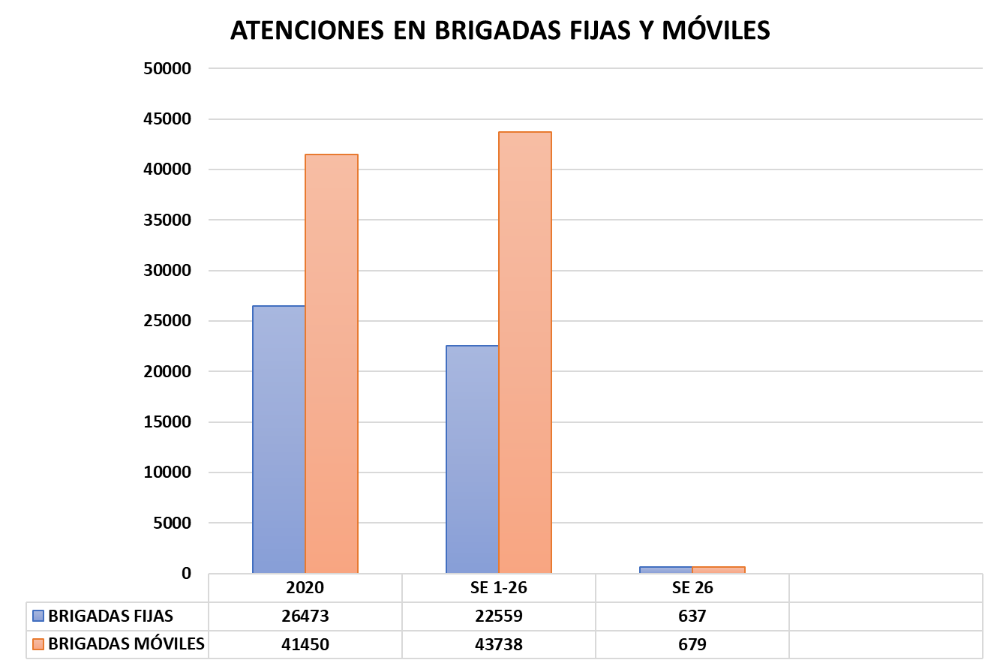 ATENCIONES EN BRIGADAS FIJAS Y MÓVILES
50000
45000
40000
35000
30000
25000
20000
15000
10000
5000
0
2020 SE 1-26 SE 26
BRIGADAS FIJAS 26473 22559 637
BRIGADAS MÓVILES 41450 43738 679